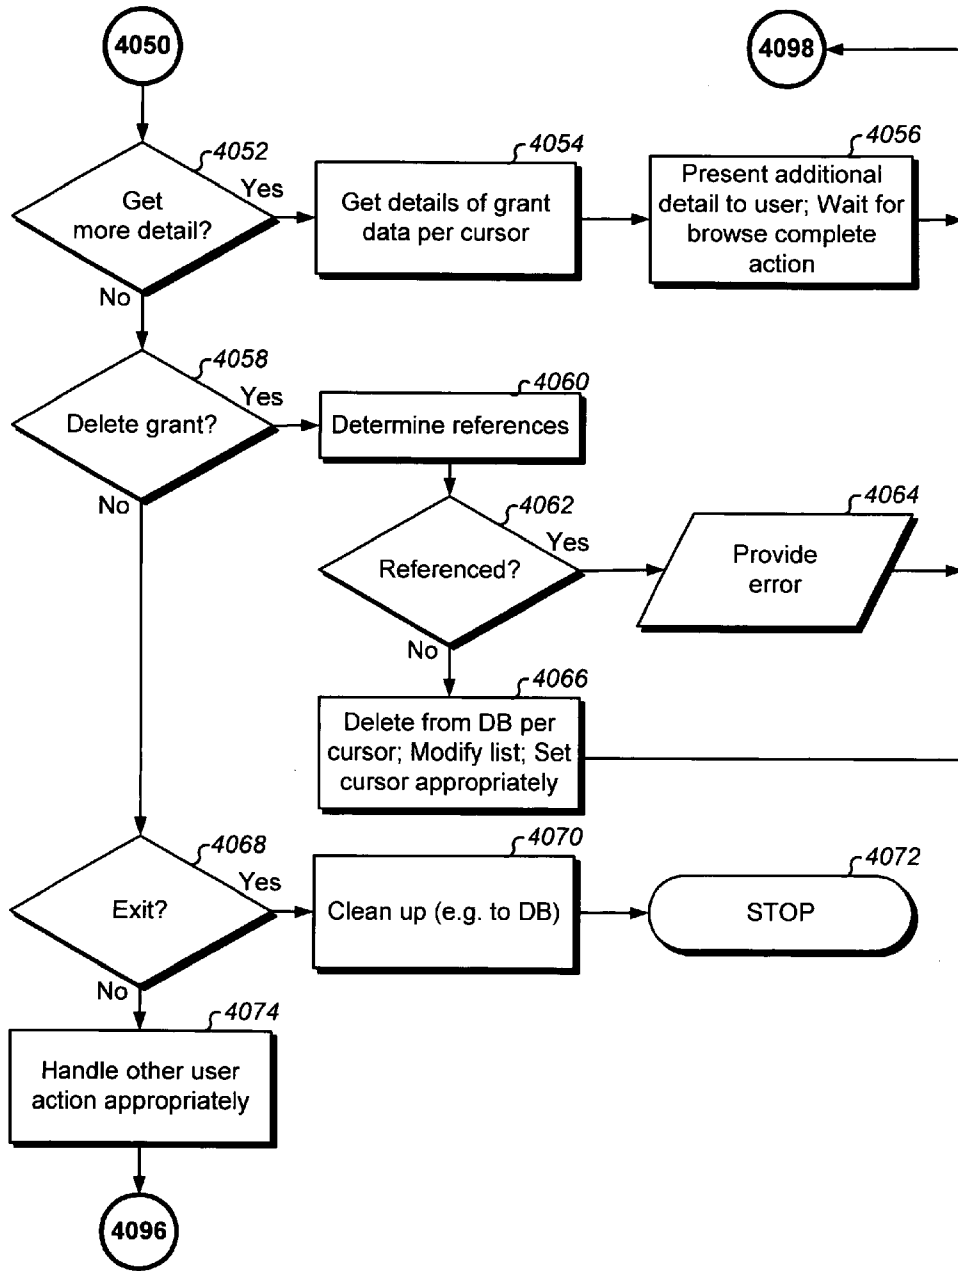 4050
4098
4052
Get
more detail?
Yes
No
4054
Get details of grant
data per cursor
4056
Present additional
detail to user; Wait for
browse complete
action
4058
Delete grant?
Yes
No
4060
Determine references
4062
Referenced?
Yes
No
4064
Provide
error
4066
Delete from DB per
cursor; Modify list; Set
cursor appropriately
4068
Exit?
Yes
No
4070
Clean up (e.g. to DB)
4072
STOP
4074
Handle other user
action appropriately
4096